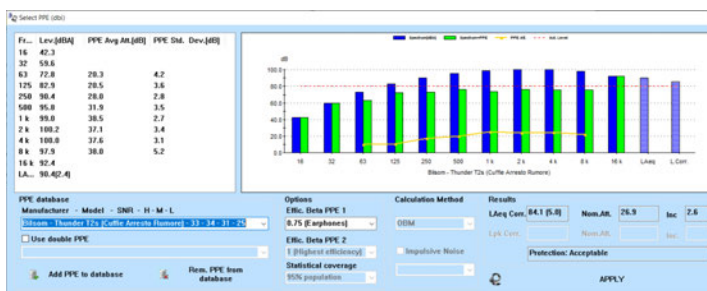 Select PPE (dbi)
Fr... Lev.[dBA] PPE Avg Att.[dB] PPE Std. Dev.[dB]
16 42.3
32 59.6
63 72.8 20.3 4.2
125 82.9 20.5 3.6
250 90.4 28.0 2.8
500 95.8 31.9 3.5
1 k 99.0 38.5 2.7
2 k 100.2 37.1 3.4
4 k 100.0 37.6 3.1
8 k 97.9 38.0 5.2
16 k 92.4
LA... 90.4(2.4)
dB
100.0
80.0
60.0
40.0
20.0
0.0
16 32 63 125 250 500 1 k 2 k 4 k 8 k 16 k LAeq L Corr.
Bilsom - Thunder T2s (Cuffie Arresto Rumore)
PPE database
Manufacturer - Model - SNR - H - M - L
Bilsom - Thunder T2s (Cuffie Arresto Rumore) - 33 - 34 - 31 - 25
Use double PPE
Add PPE to database
Rem. PPE from database
Options
Effic. Beta PPE 1
0.75 (Earphones)
Effic. Beta PPE 2
1 (Highest efficiency)
Statistical coverage
95% population
Calculation Method
OBM
Impulsive Noise
Results
LAeq Corr. 84.1 (5.0) Nom.Att. 26.9 Inc 2.6
Lpk Corr. Nom.Att. Inc.
Protection: Acceptable
APPLY